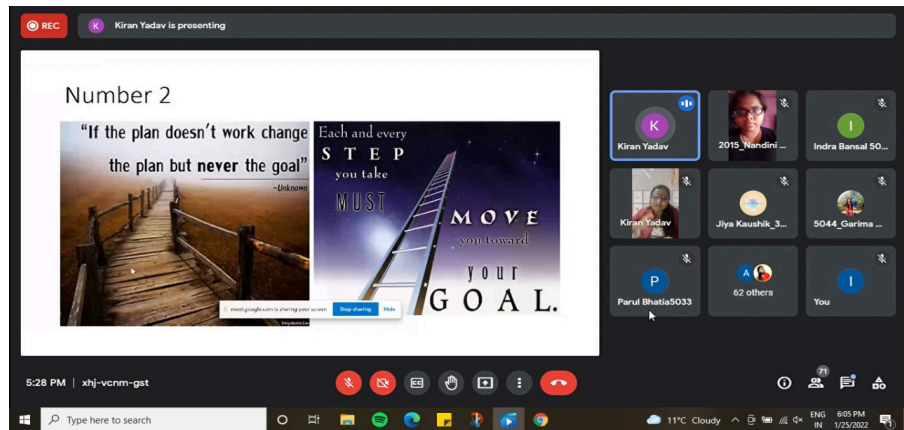 REC
K
Kiran Yadav is presenting
Number 2
"If the plan doesn't work change
the plan but never the goal"
-Unknown
Each and every
STEP
you take
MUST
MOVE
you toward
your
GOAL.
meet.google.com is sharing your screen.
Stop sharing
Hide
K
Kiran Yadav
2015_Nandini ...
I
Indra Bansal 50...
Kiran Yadav
Jiya Kaushik_3...
5044_Garima ...
P
Parul Bhatia5033
A
62 others
I
You
5:28 PM | xhj-vcnm-gst
CC
71
Type here to search
11°C Cloudy
ENG
IN
6:05 PM
1/25/2022
1